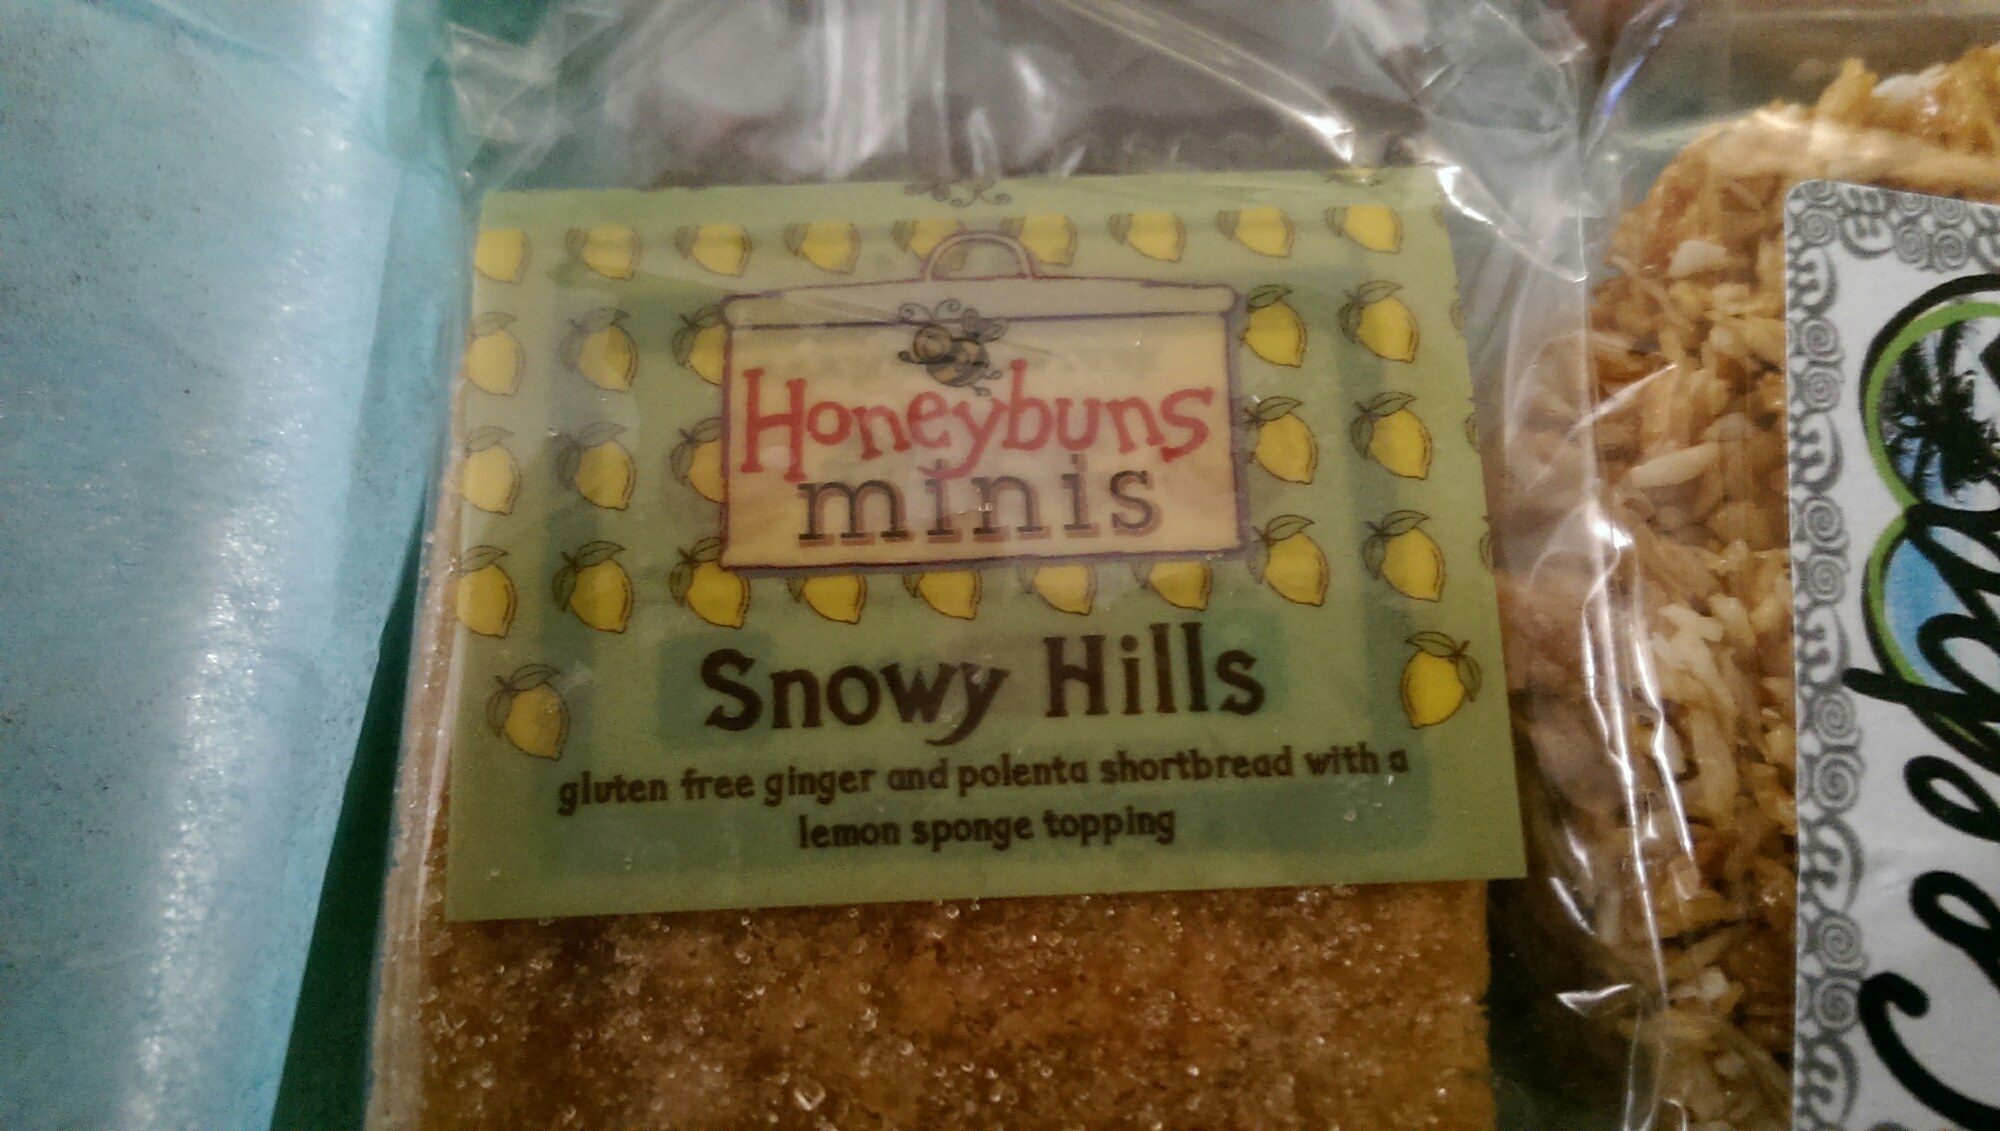 Honeybuns
minis
Snowy Hills
gluten free ginger and polenta shortbread with a
lemon sponge topping